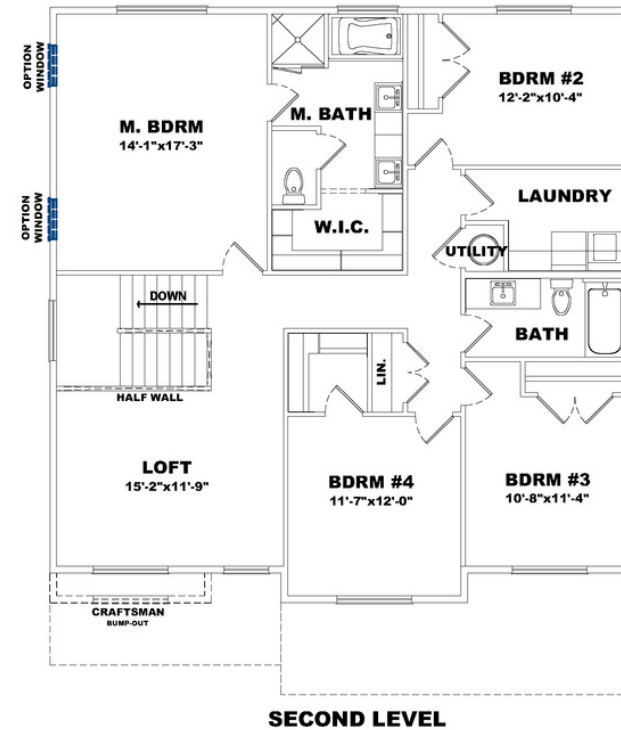 OPTION
WINDOW
M. BDRM
14'-1"x17'-3"
M. BATH
BDRM #2
12'-2"x10'-4"
OPTION
WINDOW
W.I.C.
LAUNDRY
UTILITY
DOWN
BATH
HALF WALL
LIN.
LOFT
15'-2"x11'-9"
BDRM #4
11'-7"x12'-0"
BDRM #3
10'-8"x11'-4"
CRAFTSMAN
BUMP-OUT
SECOND LEVEL